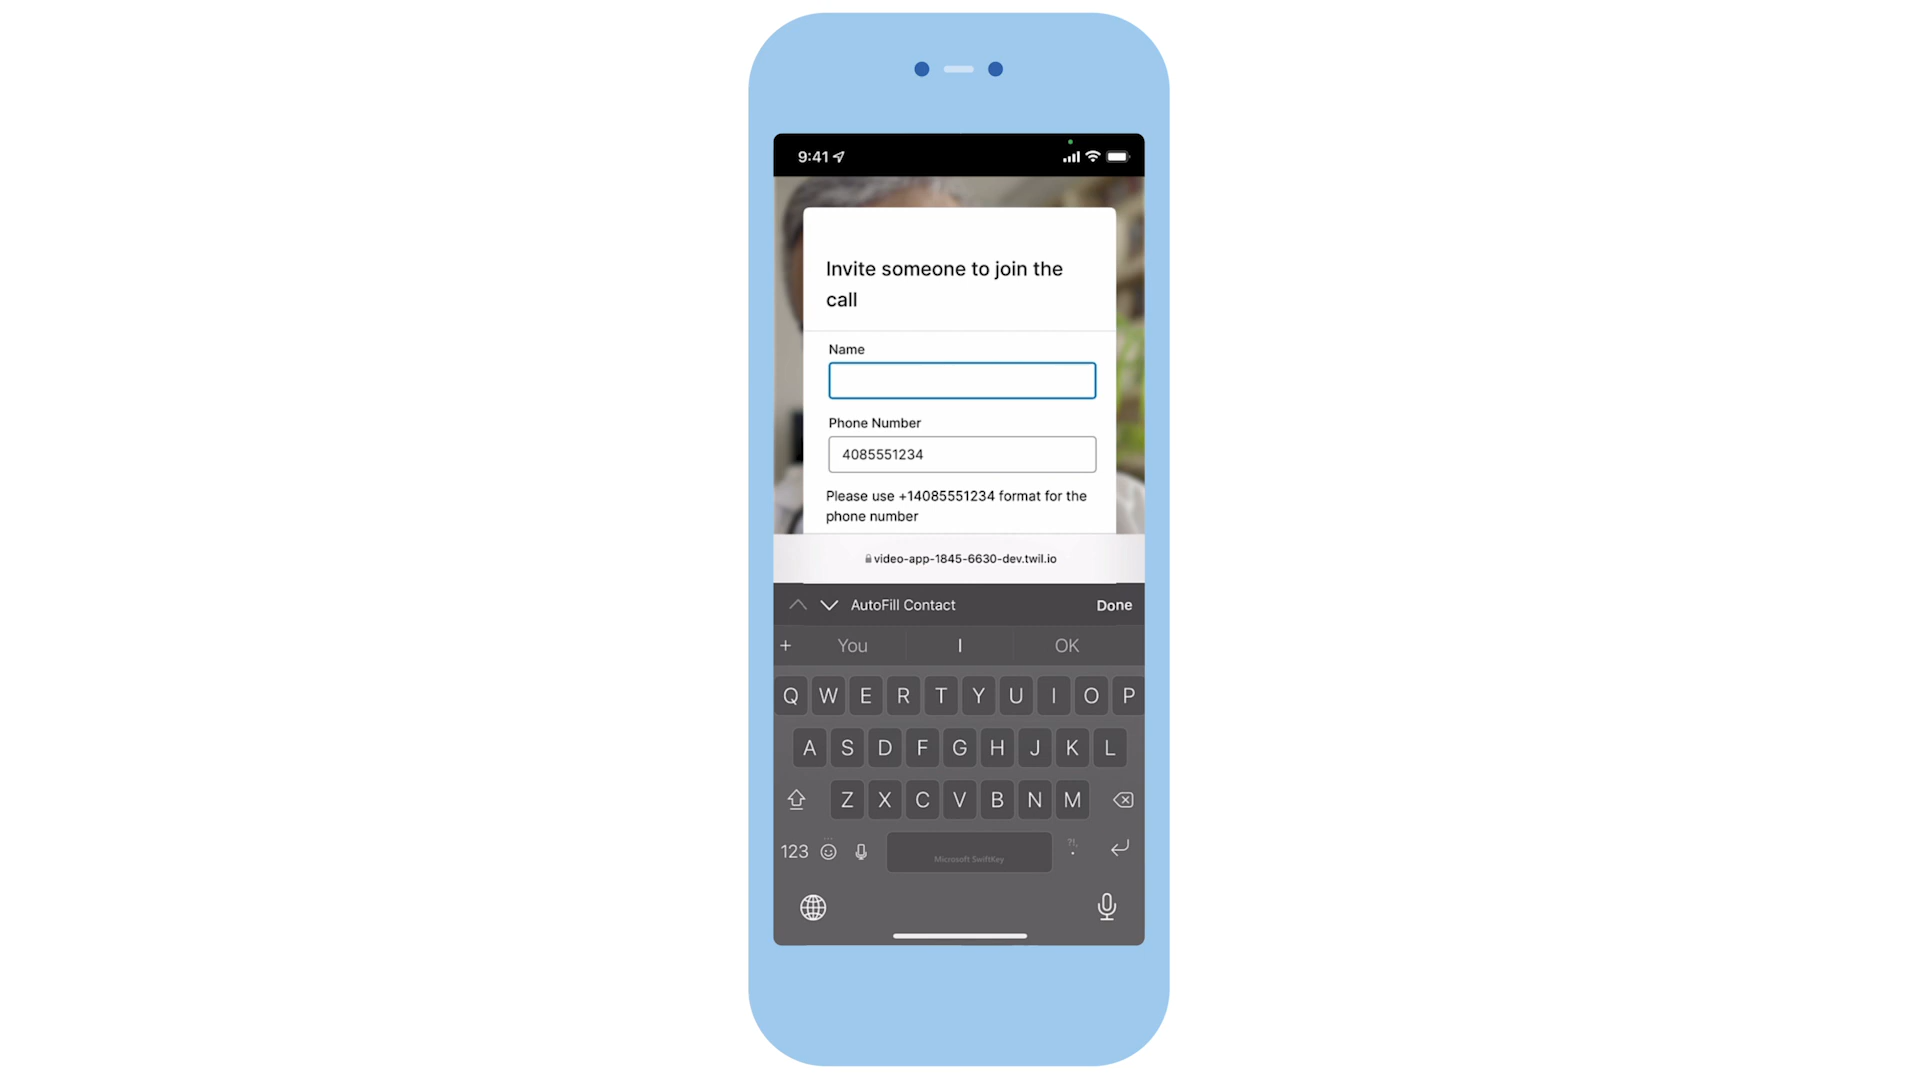 9:41
Invite someone to join the
call
Name
Phone Number
4085551234
Please use +14085551234 format for the
phone number
video-app-1845-6630-dev.twil.io
AutoFill Contact Done
+ You I OK
Q W E R T Y U I O P
A S D F G H J K L
Z X C V B N M
123 Microsoft SwiftKey ?!, .